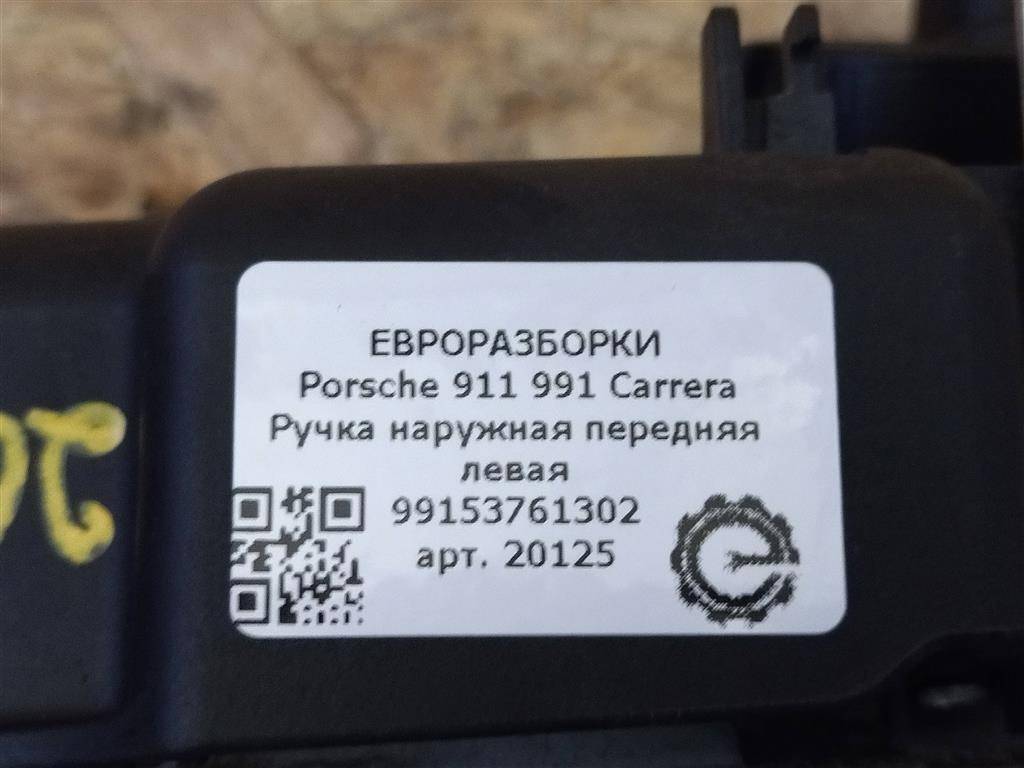 ЕВРОРАЗБОРКИ
Porsche 911 991 Carrera
Ручка наружная передняя
левая
99153761302
арт. 20125